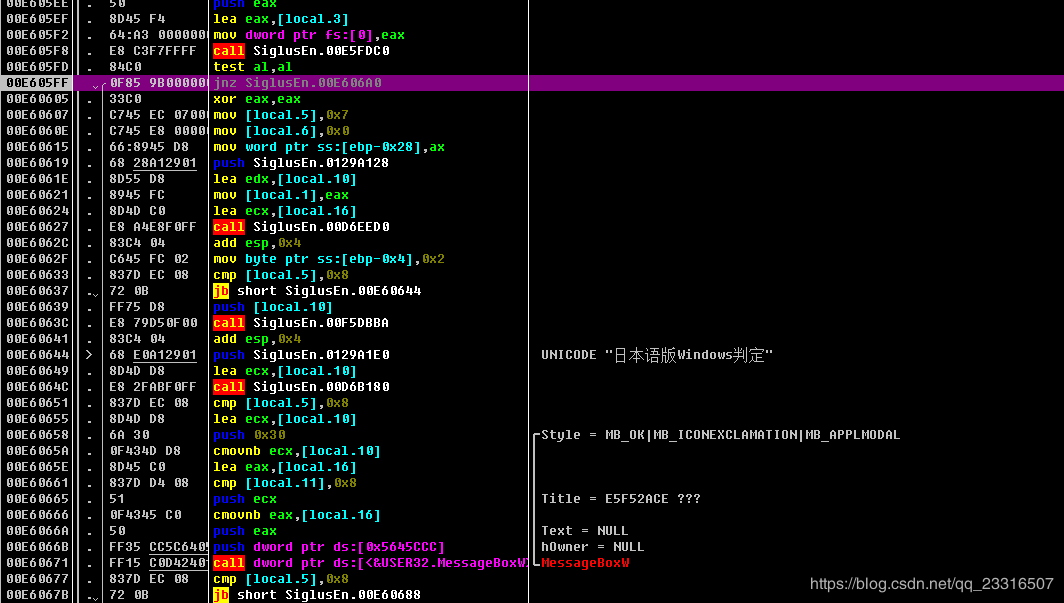 00E605EE . 50 push eax
00E605EF . 8D45 F4 lea eax,[local.3]
00E605F2 . 64:A3 0000000 mov dword ptr fs:[0],eax
00E605F8 . E8 C3F7FFFF call SiglusEn.00E5FDC0
00E605FD . 84C0 test al,al
00E605FF . 0F85 9B00000 jnz SiglusEn.00E606A0
00E60605 . 33C0 xor eax,eax
00E60607 . C745 EC 0700 mov [local.5],0x7
00E6060E . C745 E8 0000 mov [local.6],0x0
00E60615 . 66:8945 D8 mov word ptr ss:[ebp-0x28],ax
00E60619 . 68 28A12901 push SiglusEn.0129A128
00E6061E . 8D55 D8 lea edx,[local.10]
00E60621 . 8945 FC mov [local.1],eax
00E60624 . 8D4D C0 lea ecx,[local.16]
00E60627 . E8 A4E8F0FF call SiglusEn.00D6EED0
00E6062C . 83C4 04 add esp,0x4
00E6062F . C645 FC 02 mov byte ptr ss:[ebp-0x4],0x2
00E60633 . 837D EC 08 cmp [local.5],0x8
00E60637 . 72 0B jb short SiglusEn.00E60644
00E60639 . FF75 D8 push [local.10]
00E6063C . E8 79D50F00 call SiglusEn.00F5DBBA
00E60641 . 83C4 04 add esp,0x4
00E60644 > 68 E0A12901 push SiglusEn.0129A1E0 UNICODE "日本语版Windows判定"
00E60649 . 8D4D D8 lea ecx,[local.10]
00E6064C . E8 2FABF0FF call SiglusEn.00D6B180
00E60651 . 837D EC 08 cmp [local.5],0x8
00E60655 . 8D4D D8 lea ecx,[local.10]
00E60658 . 6A 30 push 0x30 Style = MB_OK|MB_ICONEXCLAMATION|MB_APPLMODAL
00E6065A . 0F434D D8 cmovnb ecx,[local.10]
00E6065E . 8D45 C0 lea eax,[local.16]
00E60661 . 837D D4 08 cmp [local.11],0x8
00E60665 . 51 push ecx Title = E5F52ACE ???
00E60666 . 0F4345 C0 cmovnb eax,[local.16]
00E6066A . 50 push eax Text = NULL
00E6066B . FF35 CC5C6405 push dword ptr ds:[0x5645CCC] hOwner = NULL
00E60671 . FF15 C0D42401 call dword ptr ds:[<&USER32.MessageBoxW MessageBoxW
00E60677 . 837D EC 08 cmp [local.5],0x8
00E6067B . 72 0B jb short SiglusEn.00E60688
https://blog.csdn.net/qq_23316507